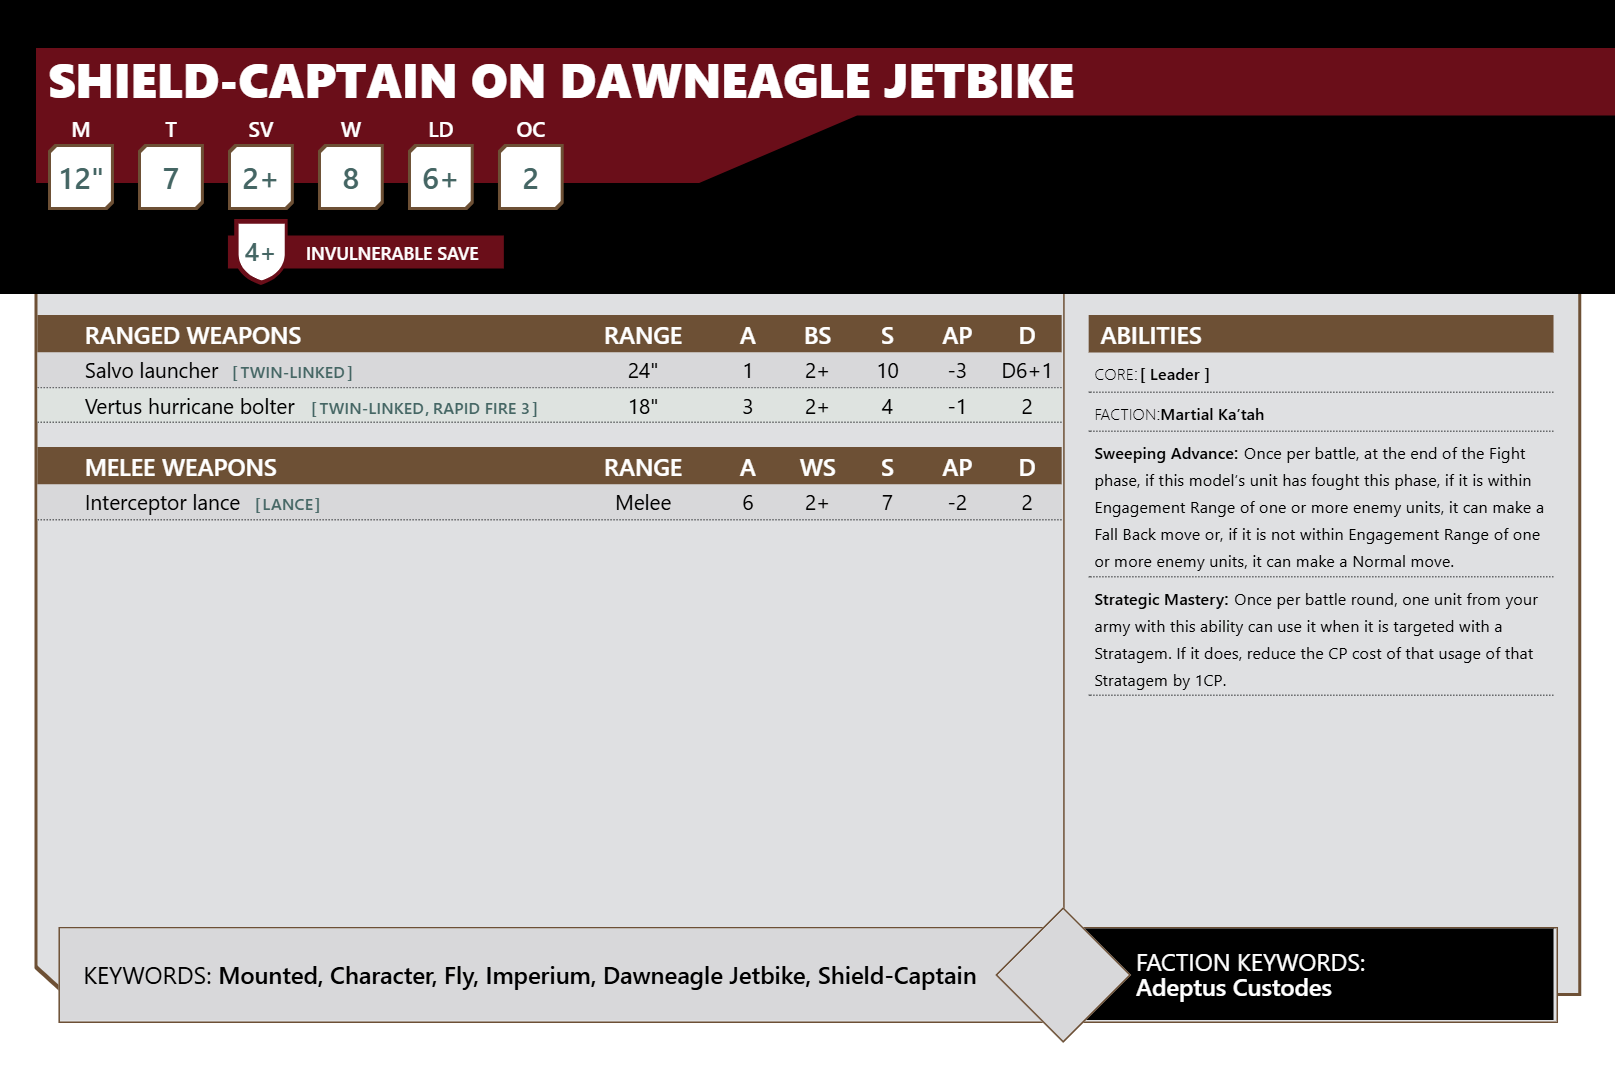 SHIELD-CAPTAIN ON DAWNEAGLE JETBIKE
M T SV W LD OC
12" 7 2+ 8 6+ 2
4+ INVULNERABLE SAVE
RANGED WEAPONS RANGE A BS S AP D
Salvo launcher [TWIN-LINKED] 24" 1 2+ 10 -3 D6+1
Vertus hurricane bolter [TWIN-LINKED, RAPID FIRE 3] 18" 3 2+ 4 -1 2
MELEE WEAPONS RANGE A WS S AP D
Interceptor lance [LANCE] Melee 6 2+ 7 -2 2
ABILITIES
CORE:[ Leader ]
FACTION:Martial Ka’tah
Sweeping Advance: Once per battle, at the end of the Fight
phase, if this model’s unit has fought this phase, if it is within
Engagement Range of one or more enemy units, it can make a
Fall Back move or, if it is not within Engagement Range of one
or more enemy units, it can make a Normal move.
Strategic Mastery: Once per battle round, one unit from your
army with this ability can use it when it is targeted with a
Stratagem. If it does, reduce the CP cost of that usage of that
Stratagem by 1CP.
KEYWORDS: Mounted, Character, Fly, Imperium, Dawneagle Jetbike, Shield-Captain
FACTION KEYWORDS:
Adeptus Custodes